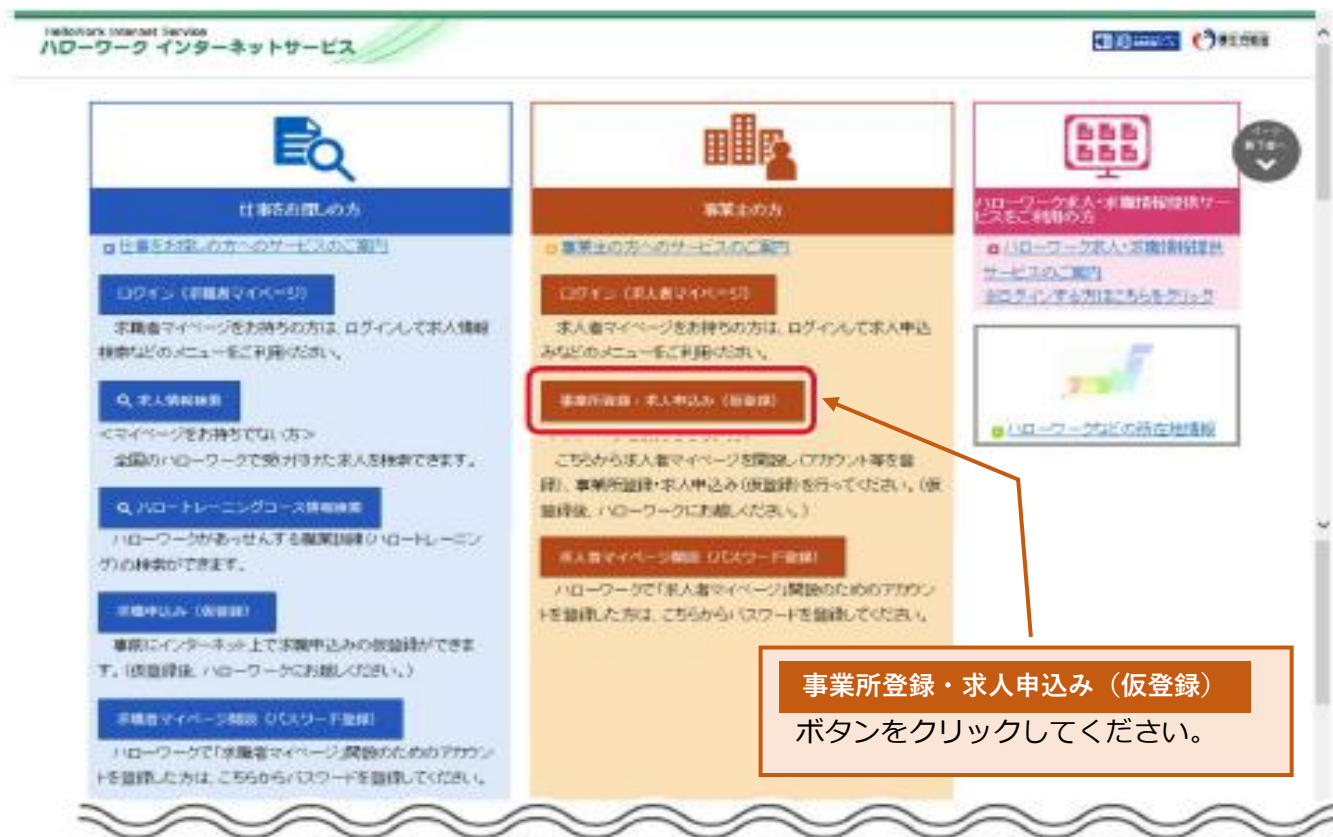 HelloWork Internet Service
ハローワーク インターネットサービス
仕事をお探しの方
仕事をお探しの方へのサービスのご案内
ログイン（求職者マイページ）
求職者マイページをお持ちの方は、ログインして求人情報
検索などのメニューをご利用ください。
求人情報検索
＜マイページをお持ちでない方＞
全国のハローワークで受け付けた求人を検索できます。
ハロートレーニングコース情報検索
ハローワークがあっせんする職業訓練（ハロートレーニン
グ）の検索ができます。
求職申込み（仮登録）
事前にインターネット上で求職申込みの仮登録ができま
す。（仮登録後、ハローワークにお越しください。）
求職者マイページ開設（パスワード登録）
ハローワークで「求職者マイページ」開設のためのアカウン
トを登録した方は、こちらからパスワードを登録してください。
事業主の方
事業主の方へのサービスのご案内
ログイン（求人者マイページ）
求人者マイページをお持ちの方は、ログインして求人申込
みなどのメニューをご利用ください。
事業所登録・求人申込み（仮登録）
こちらから求人者マイページを開設し（アカウント等を登
録）、事業所登録・求人申込み（仮登録）を行ってください。（仮
登録後、ハローワークにお越しください。）
求人者マイページ開設（パスワード登録）
ハローワークで「求人者マイページ」開設のためのアカウン
トを登録した方は、こちらからパスワードを登録してください。
ハローワーク求人・求職情報提供サー
ビスをご利用の方
ハローワーク求人・求職情報提供
サービスのご案内
※ログインする方はこちらをクリック
ハローワークなどの所在地情報
事業所登録・求人申込み（仮登録）
ボタンをクリックしてください。